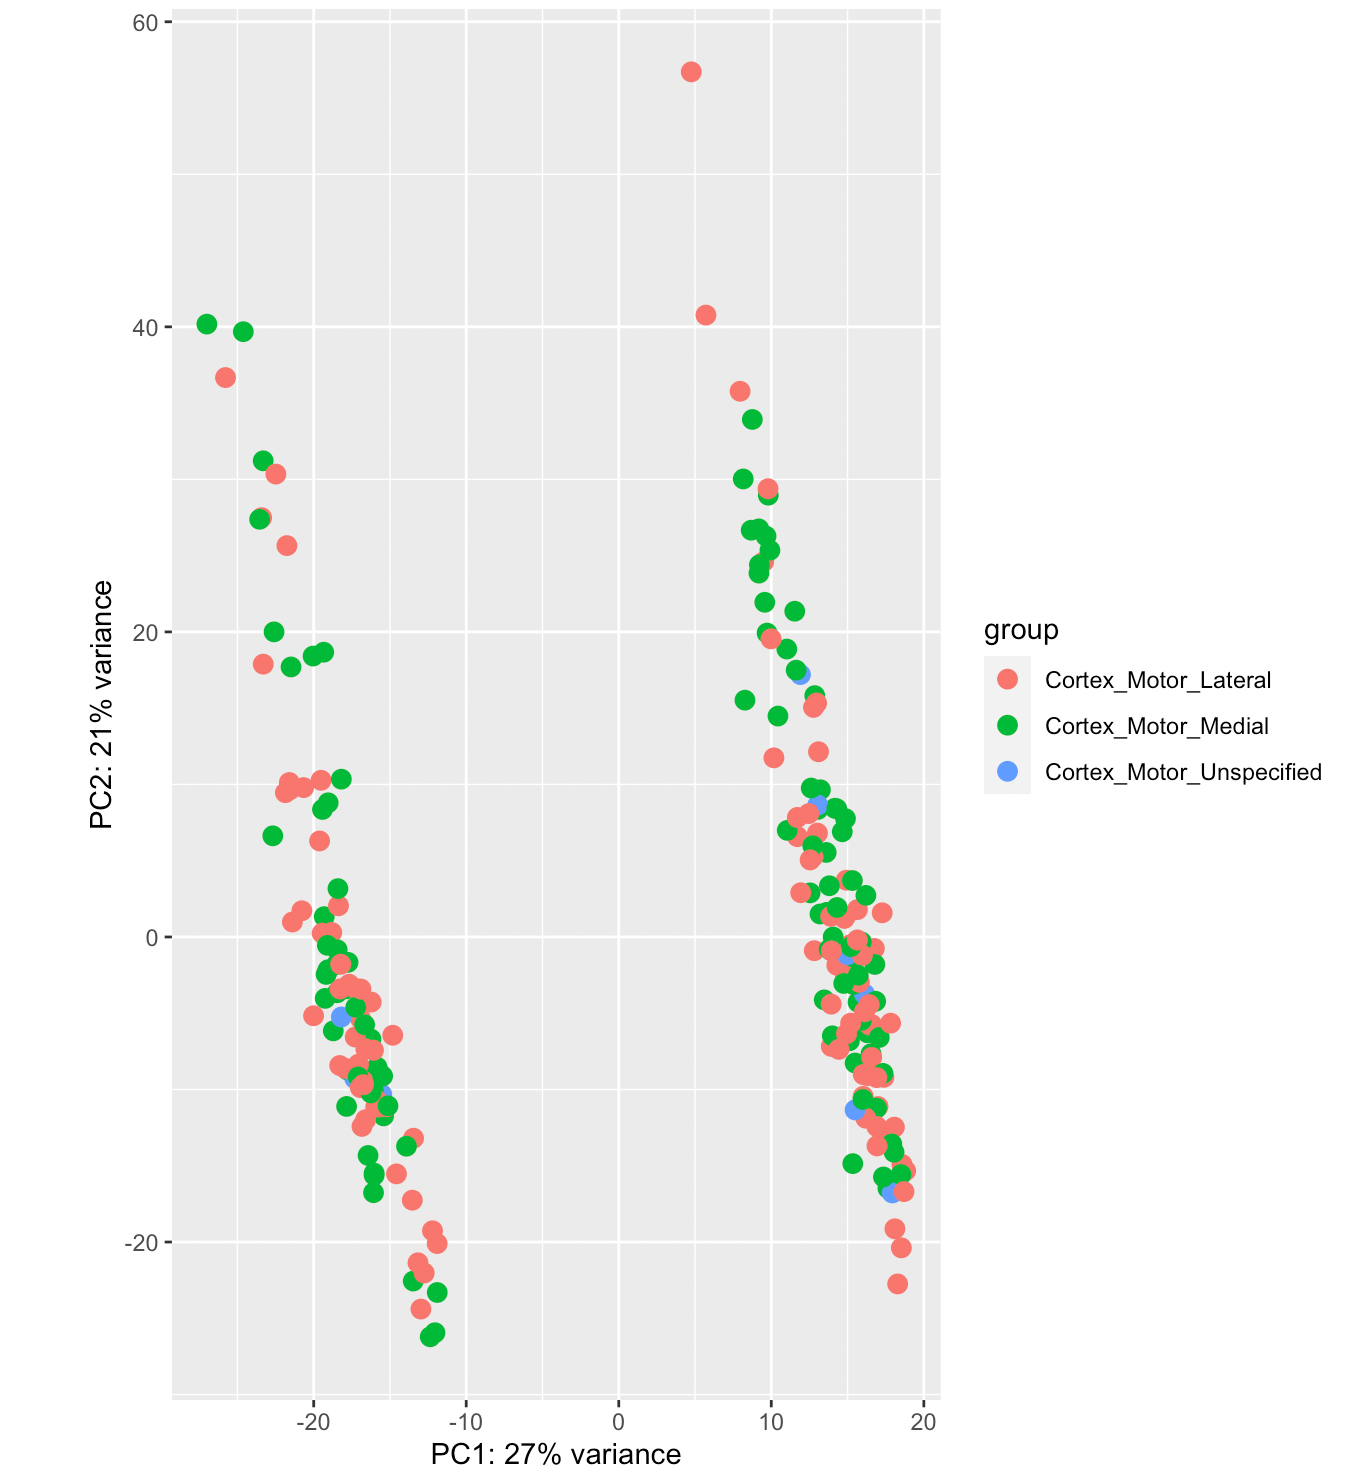 60
40
20
0
-20
PC2: 21% variance
-20
-10
0
10
20
PC1: 27% variance
group
Cortex_Motor_Lateral
Cortex_Motor_Medial
Cortex_Motor_Unspecified